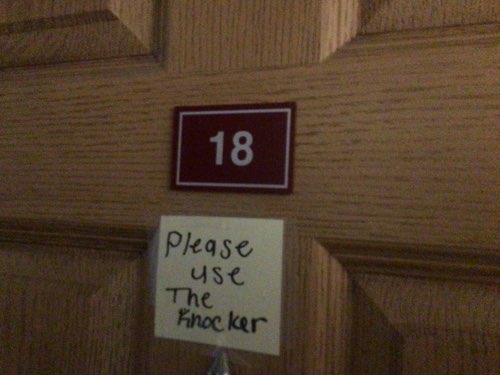 18
Please
use
The
Knocker